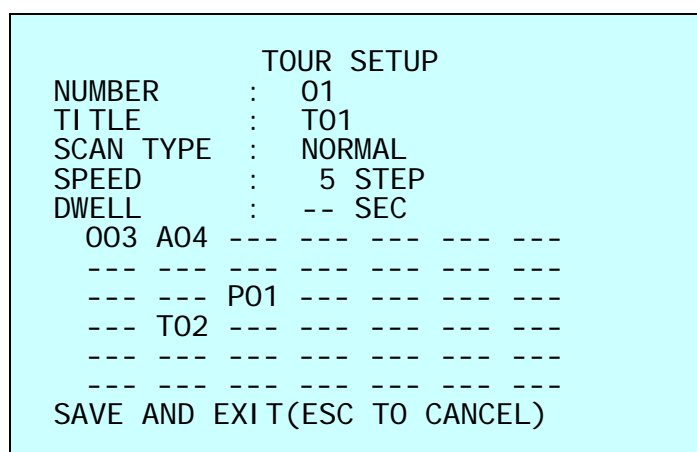 TOUR SETUP
NUMBER : 01
TITLE : T01
SCAN TYPE : NORMAL
SPEED : 5 STEP
DWELL : -- SEC
003 A04 --- --- --- --- ---
--- --- --- --- --- --- ---
--- --- P01 --- --- --- ---
--- T02 --- --- --- --- ---
--- --- --- --- --- --- ---
--- --- --- --- --- --- ---
SAVE AND EXIT(ESC TO CANCEL)